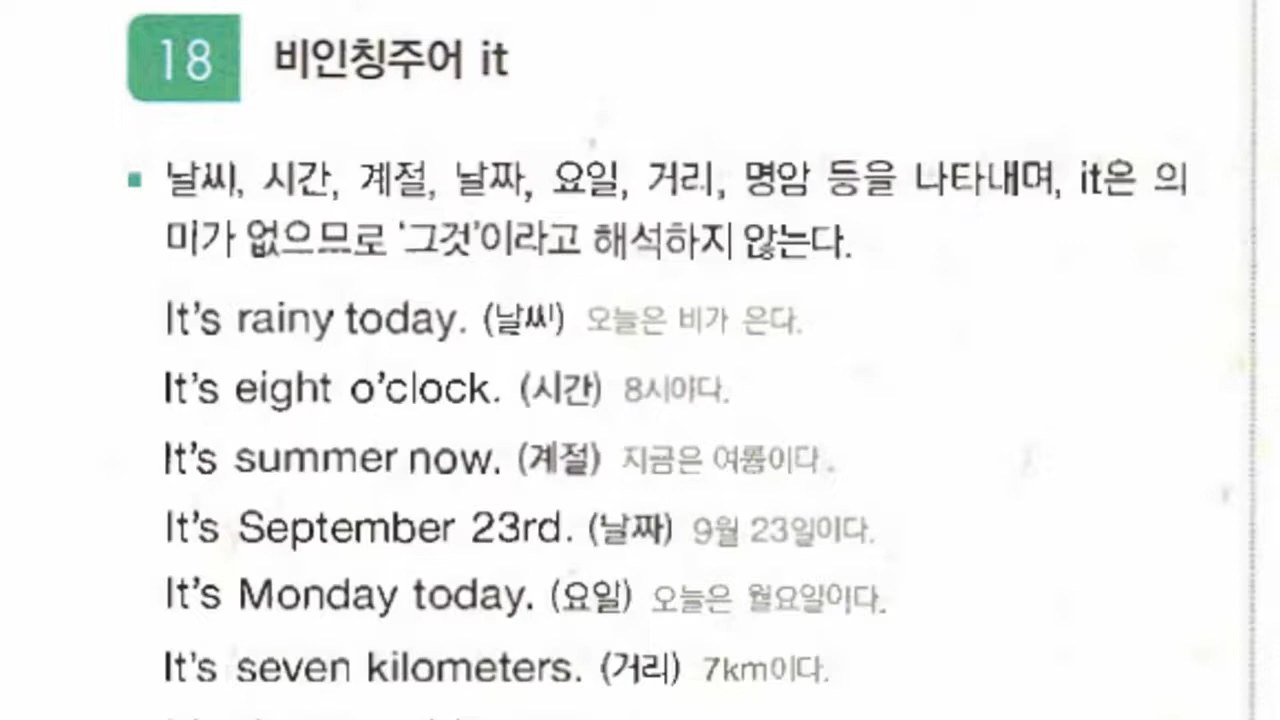 18 비인칭주어 it
날씨, 시간, 계절, 날짜, 요일, 거리, 명암 등을 나타내며, it은 의
미가 없으므로 '그것'이라고 해석하지 않는다.
It's rainy today. (날씨) 오늘은 비가 온다.
It's eight o'clock. (시간) 8시이다.
It's summer now. (계절) 지금은 여름이다.
It's September 23rd. (날짜) 9월 23일이다.
It's Monday today. (요일) 오늘은 월요일이다.
It's seven kilometers. (거리) 7km이다.